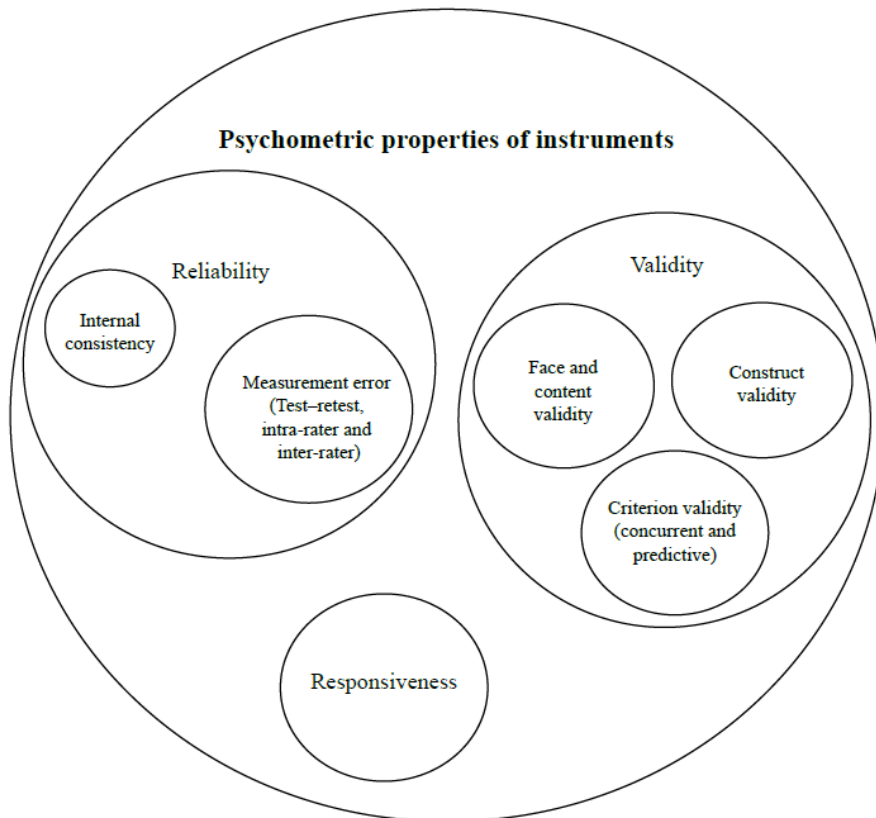 Psychometric properties of instruments
Reliability
Internal
consistency
Measurement error
(Test–retest,
intra-rater and
inter-rater)
Validity
Face and
content
validity
Construct
validity
Criterion validity
(concurrent and
predictive)
Responsiveness